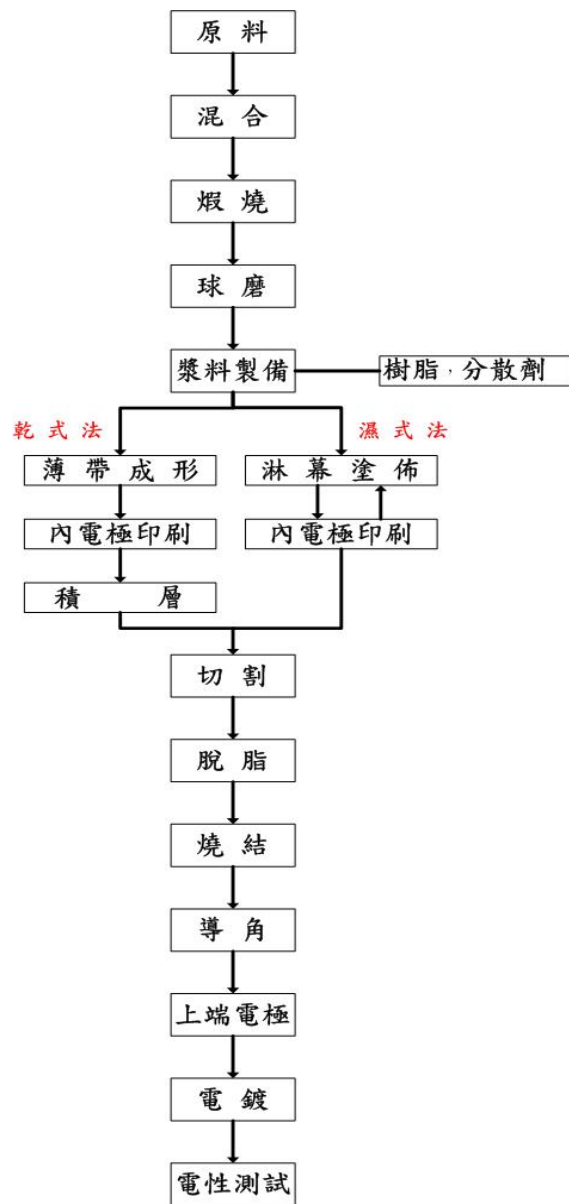 原料
混合
煆燒
球磨
漿料製備
樹脂，分散劑
乾式法
濕式法
薄帶成形
淋幕塗佈
內電極印刷
內電極印刷
積層
切割
脫脂
燒結
導角
上端電極
電鍍
電性測試